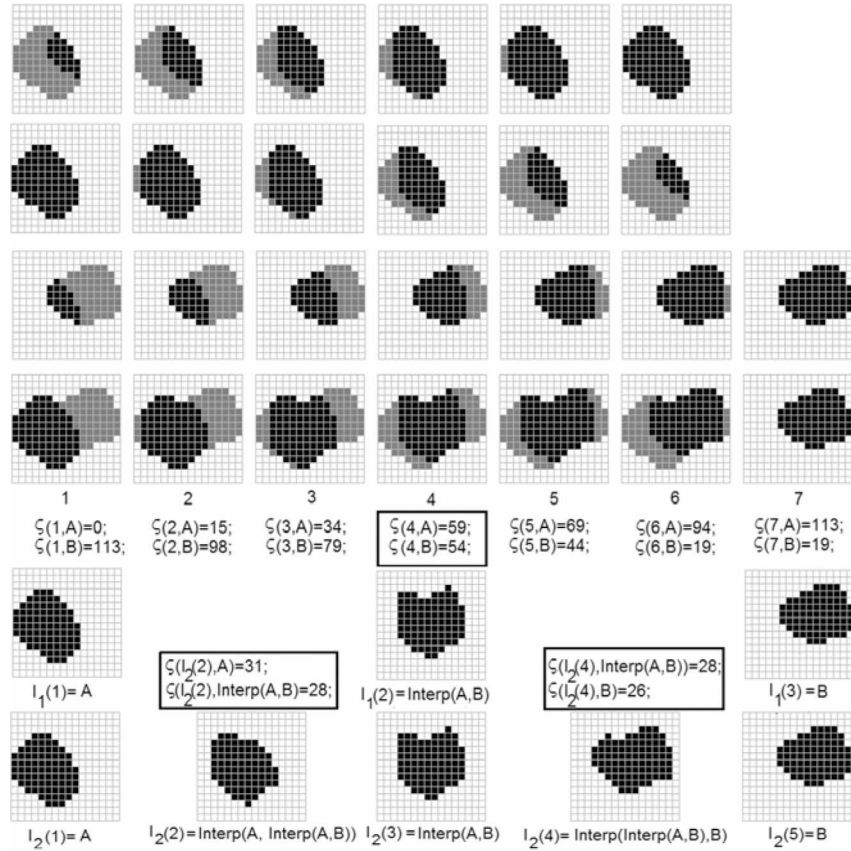 1 2 3 4 5 6 7
ζ(1,A)=0; ζ(2,A)=15; ζ(3,A)=34; ζ(4,A)=59; ζ(5,A)=69; ζ(6,A)=94; ζ(7,A)=113;
ζ(1,B)=113; ζ(2,B)=98; ζ(3,B)=79; ζ(4,B)=54; ζ(5,B)=44; ζ(6,B)=19; ζ(7,B)=19;
ζ(I₂(2),A)=31;
ζ(I₂(2),Interp(A,B)=28;
ζ(I₂(4),Interp(A,B))=28;
ζ(I₂(4),B)=26;
I₁(1)= A I₁(2)= Interp(A,B) I₁(3)= B
I₂(1)= A I₂(2)= Interp(A, Interp(A,B)) I₂(3)= Interp(A,B) I₂(4)= Interp(Interp(A,B),B) I₂(5)= B